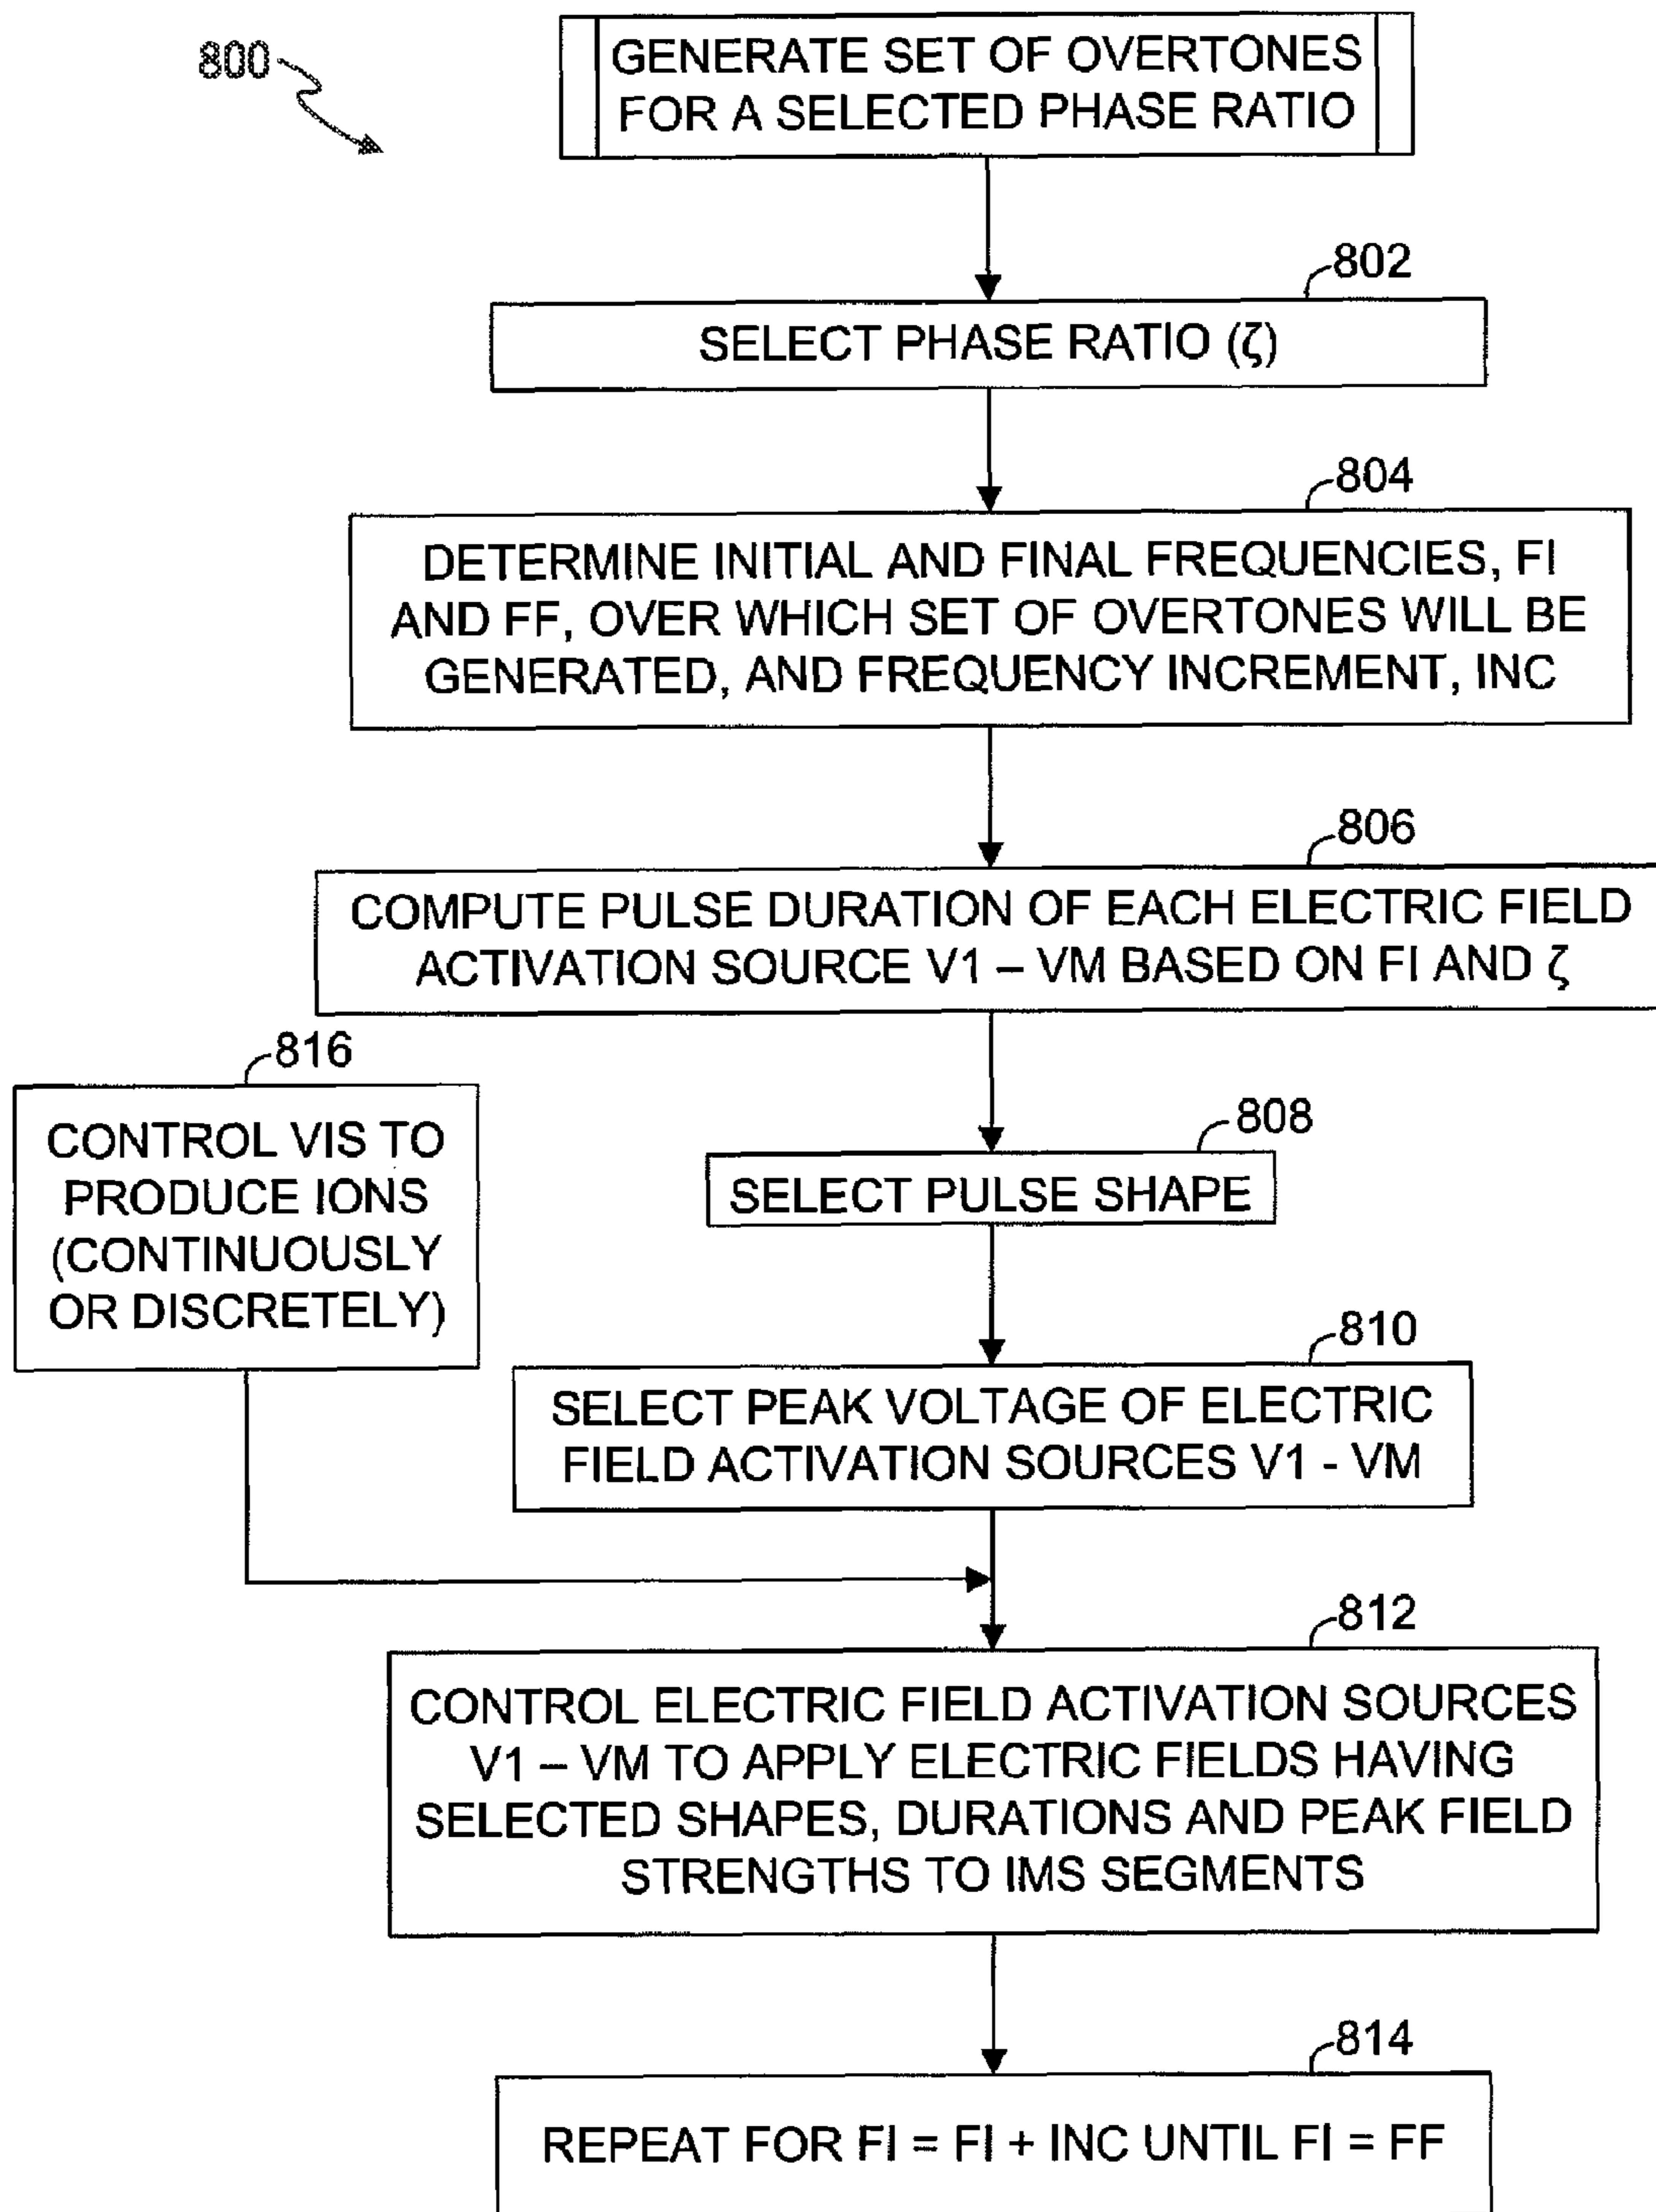 800
GENERATE SET OF OVERTONES
FOR A SELECTED PHASE RATIO
802
SELECT PHASE RATIO (ζ)
804
DETERMINE INITIAL AND FINAL FREQUENCIES, FI
AND FF, OVER WHICH SET OF OVERTONES WILL BE
GENERATED, AND FREQUENCY INCREMENT, INC
806
COMPUTE PULSE DURATION OF EACH ELECTRIC FIELD
ACTIVATION SOURCE V1 – VM BASED ON FI AND ζ
816
CONTROL VIS TO
PRODUCE IONS
(CONTINUOUSLY
OR DISCRETELY)
808
SELECT PULSE SHAPE
810
SELECT PEAK VOLTAGE OF ELECTRIC
FIELD ACTIVATION SOURCES V1 - VM
812
CONTROL ELECTRIC FIELD ACTIVATION SOURCES
V1 – VM TO APPLY ELECTRIC FIELDS HAVING
SELECTED SHAPES, DURATIONS AND PEAK FIELD
STRENGTHS TO IMS SEGMENTS
814
REPEAT FOR FI = FI + INC UNTIL FI = FF